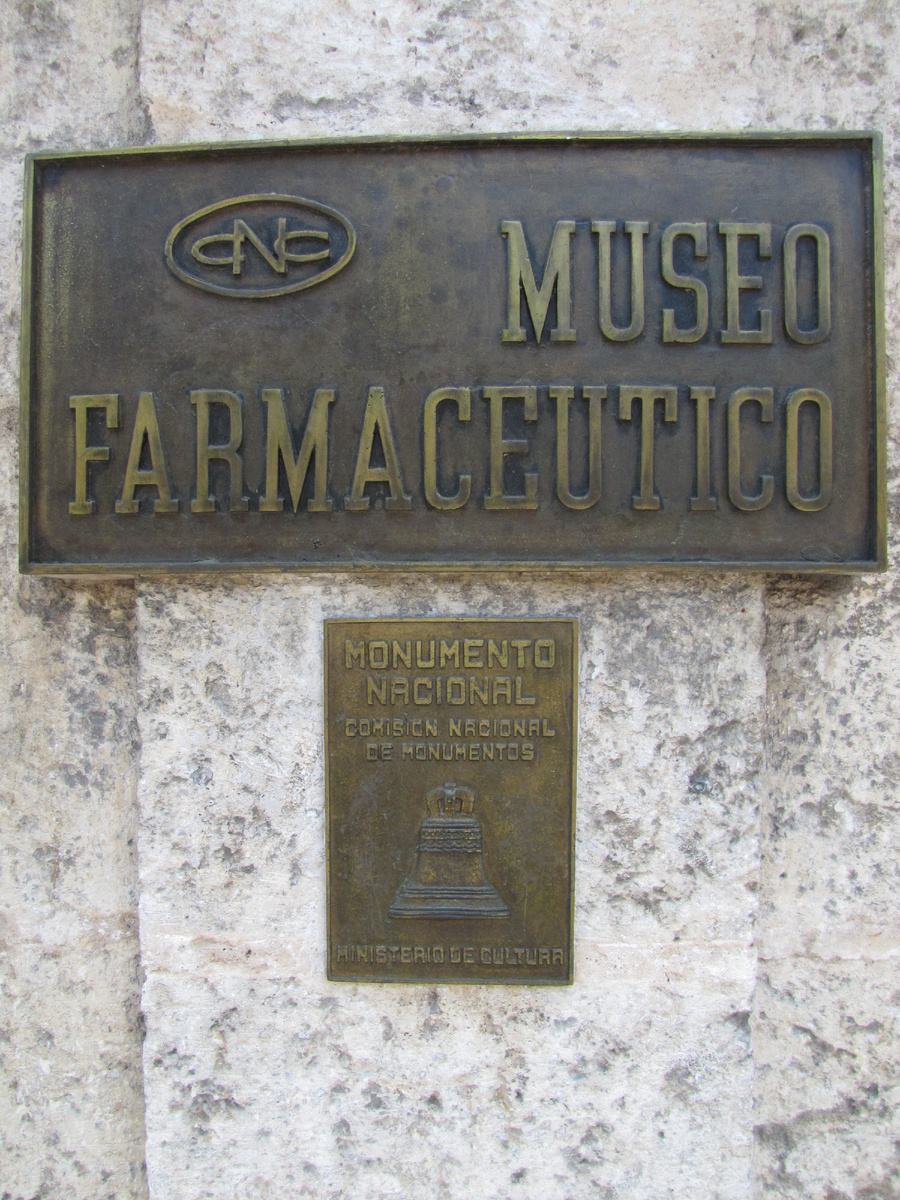 CNC
MUSEO
FARMACEUTICO
MONUMENTO
NACIONAL
COMISION NACIONAL
DE MONUMENTOS
MINISTERIO DE CULTURA